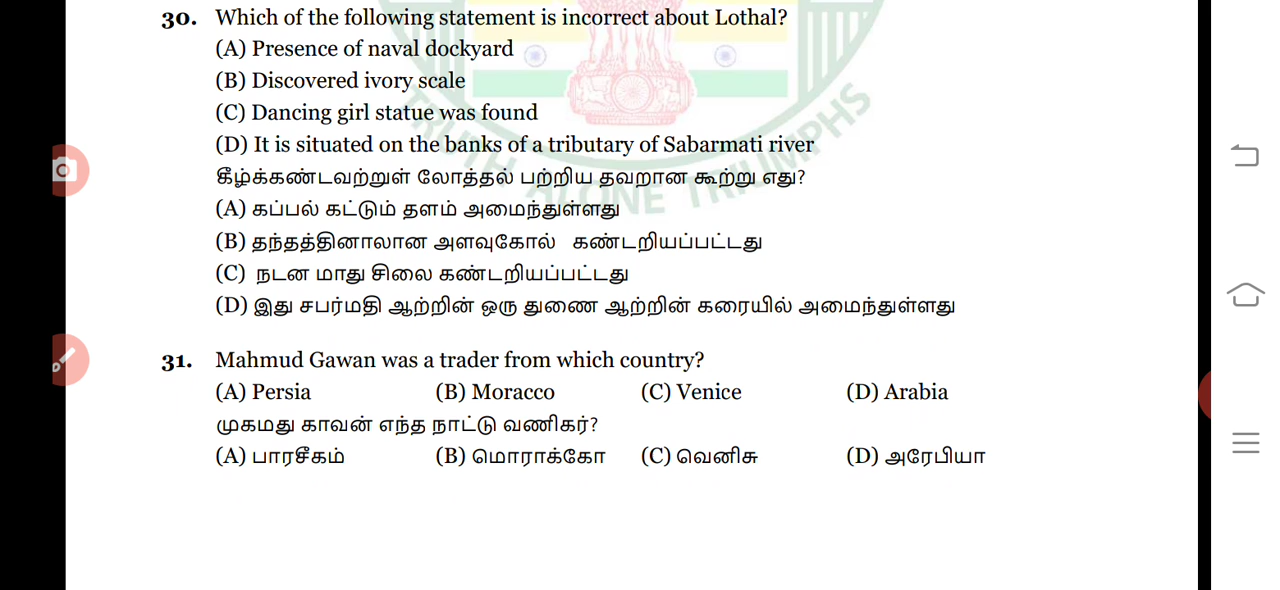 30. Which of the following statement is incorrect about Lothal?
(A) Presence of naval dockyard
(B) Discovered ivory scale
(C) Dancing girl statue was found
(D) It is situated on the banks of a tributary of Sabarmati river
கீழ்க்கண்டவற்றுள் லோத்தல் பற்றிய தவறான கூற்று எது?
(A) கப்பல் கட்டும் தளம் அமைந்துள்ளது
(B) தந்தத்தினாலான அளவுகோல் கண்டறியப்பட்டது
(C) நடன மாது சிலை கண்டறியப்பட்டது
(D) இது சபர்மதி ஆற்றின் ஒரு துணை ஆற்றின் கரையில் அமைந்துள்ளது
TRUTH ALONE TRIUMPHS
31. Mahmud Gawan was a trader from which country?
(A) Persia (B) Moracco (C) Venice (D) Arabia
முகமது காவன் எந்த நாட்டு வணிகர்?
(A) பாரசீகம் (B) மொராக்கோ (C) வெனிசு (D) அரேபியா